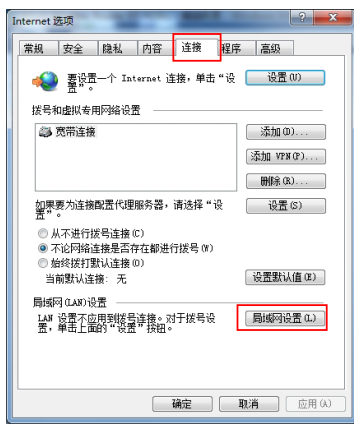 Internet 选项
常规 安全 隐私 内容 连接 程序 高级
要设置一个 Internet 连接，单击“设置”。
设置(U)
拨号和虚拟专用网络设置
宽带连接
添加(D)...
添加 VPN(P)...
删除(R)...
如果要为连接配置代理服务器，请选择“设置”。
设置(S)
从不进行拨号连接(C)
不论网络连接是否存在都进行拨号(W)
始终拨打默认连接(O)
当前默认连接: 无
设置默认值(E)
局域网(LAN)设置
LAN 设置不应用到拨号连接。对于拨号设置，单击上面的“设置”按钮。
局域网设置(L)
确定 取消 应用(A)